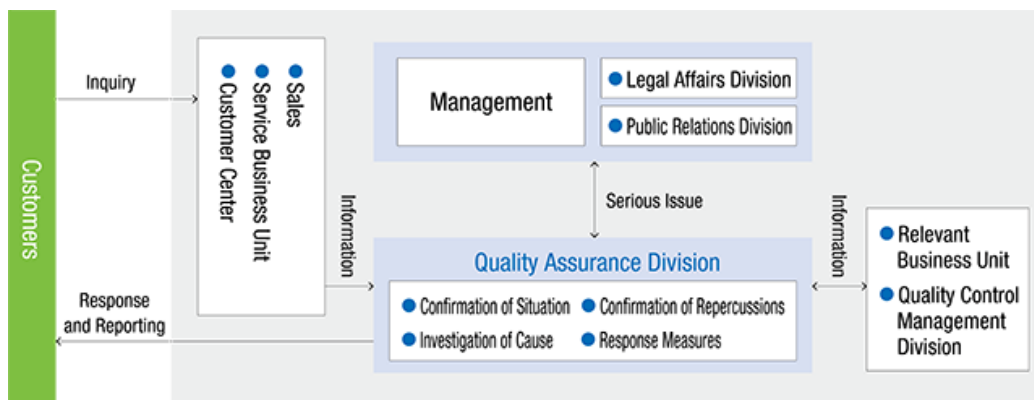 Customers
Inquiry
Response
and Reporting
Sales
Service Business Unit
Customer Center
Information
Management
Legal Affairs Division
Public Relations Division
Serious Issue
Quality Assurance Division
Confirmation of Situation
Confirmation of Repercussions
Investigation of Cause
Response Measures
Information
Relevant
Business Unit
Quality Control
Management
Division